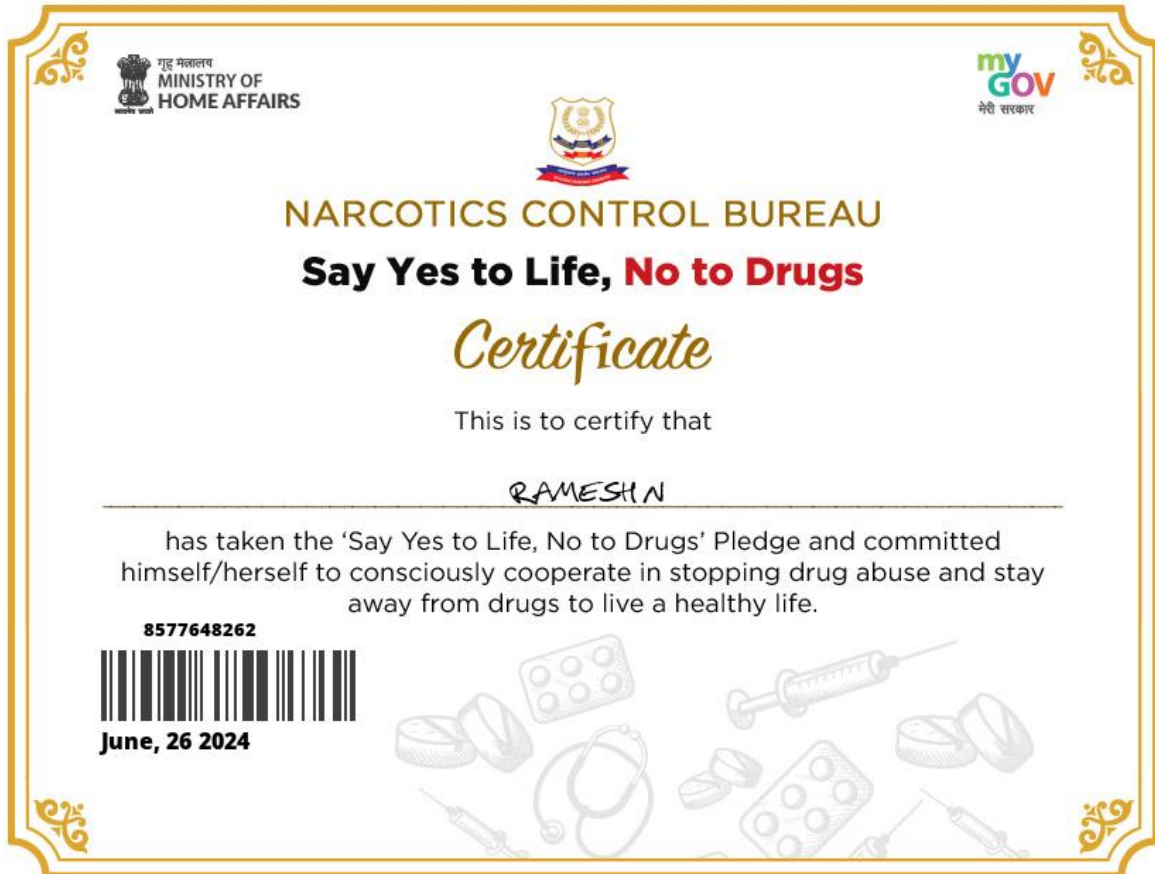 गृह मंत्रालय
MINISTRY OF
HOME AFFAIRS
सत्यमेव जयते
my
GOV
मेरी सरकार
NARCOTICS CONTROL BUREAU
Say Yes to Life, No to Drugs
Certificate
This is to certify that
RAMESH N
has taken the ‘Say Yes to Life, No to Drugs’ Pledge and committed
himself/herself to consciously cooperate in stopping drug abuse and stay
away from drugs to live a healthy life.
8577648262
June, 26 2024